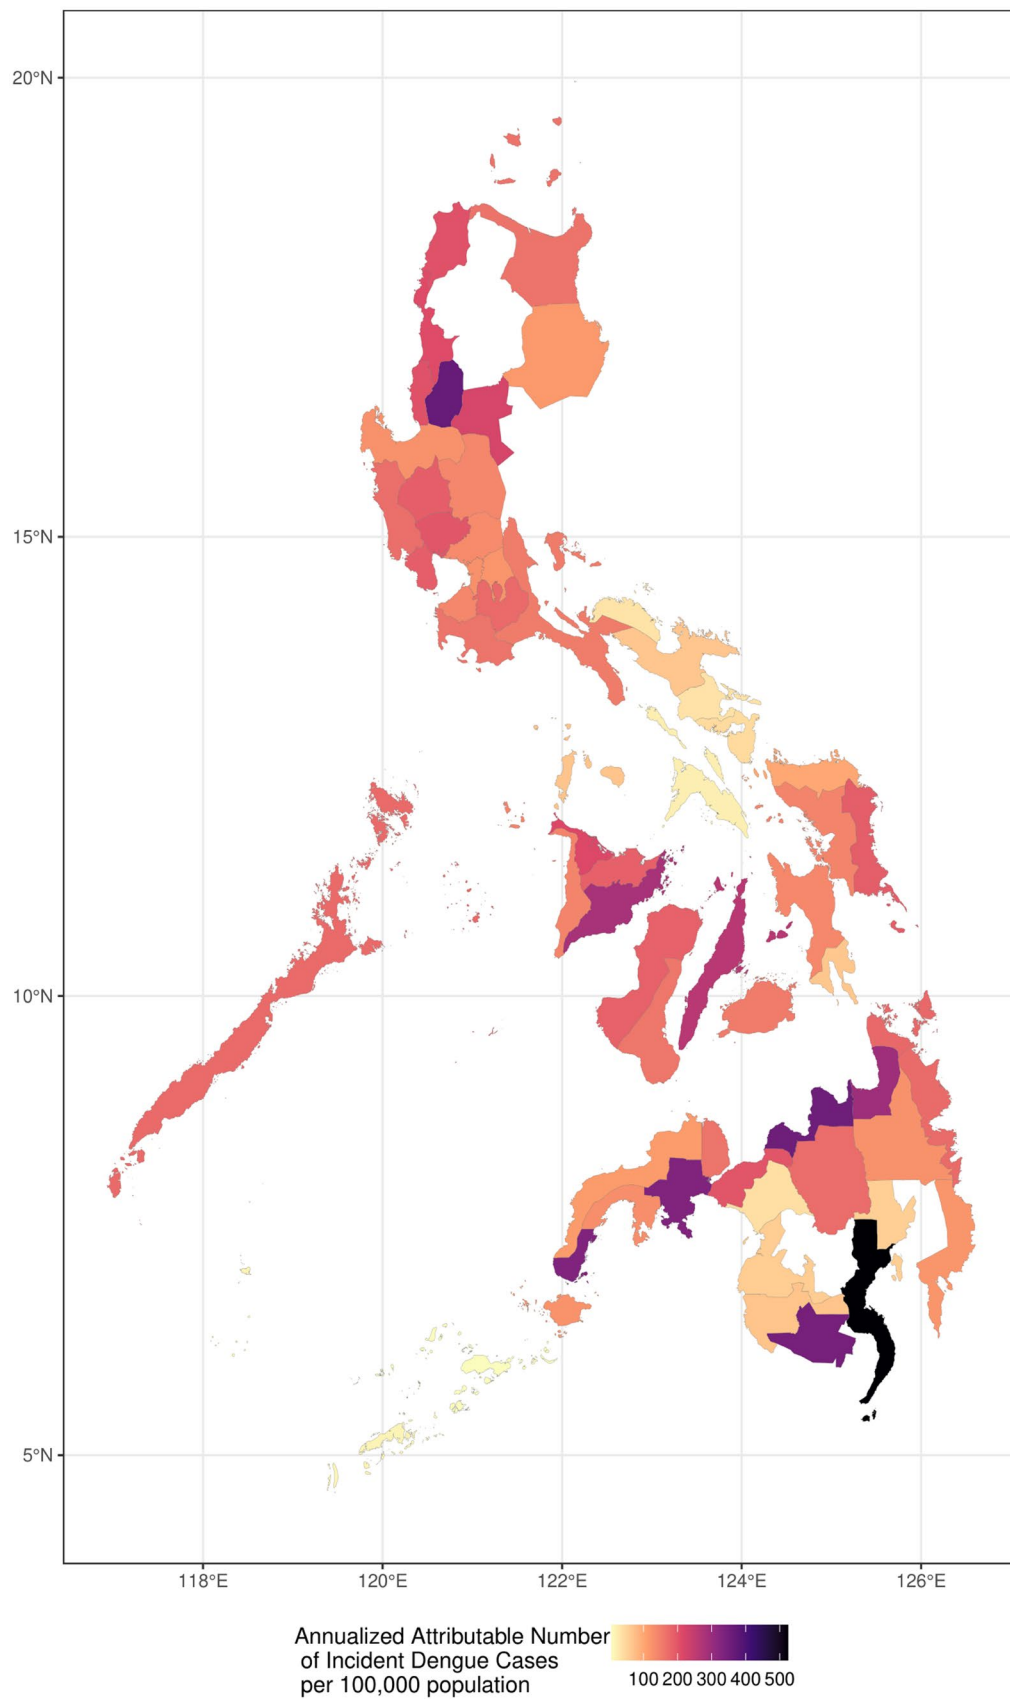 20°N
15°N
10°N
5°N
118°E 120°E 122°E 124°E 126°E
Annualized Attributable Number
of Incident Dengue Cases
per 100,000 population
100 200 300 400 500